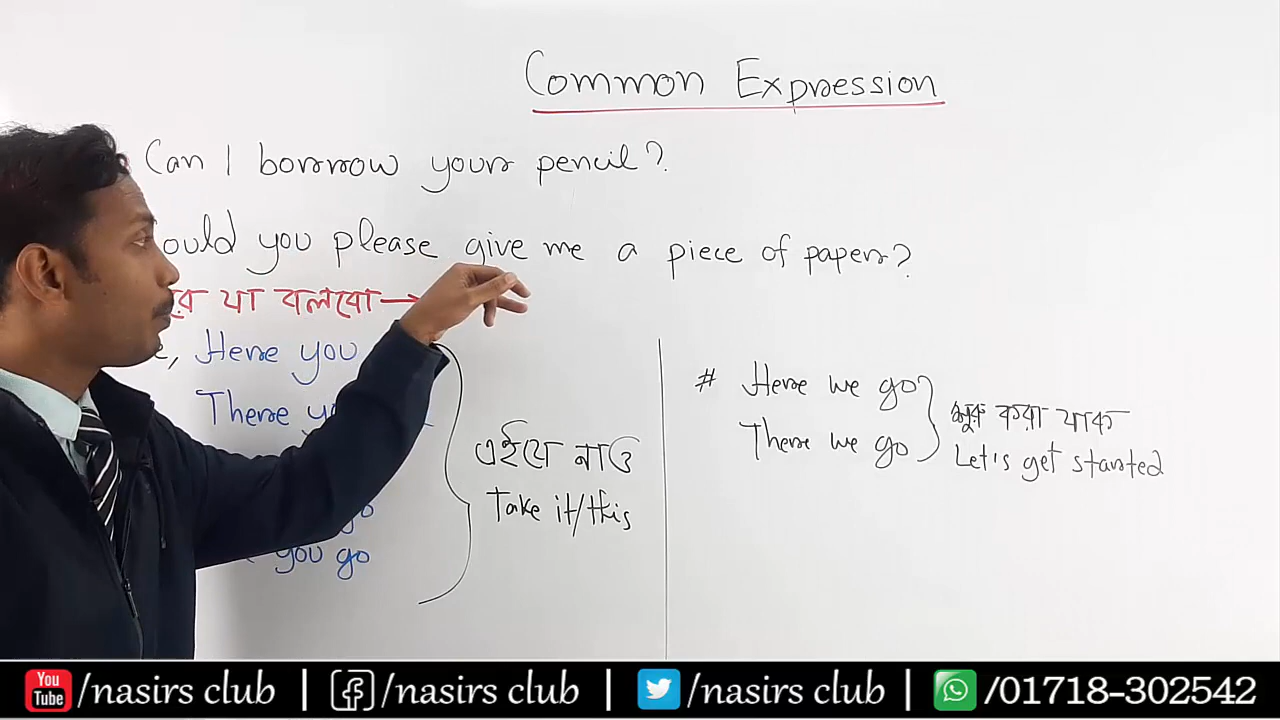 Common Expression
Can I borrow your pencil?
ould you please give me a piece of paper?
রে যা বলবো →
Here you
There
you go
এইযে নাও
Take it/this
# Here we go
There we go
শুরু করা যাক
Let's get started
You Tube /nasirs club | f /nasirs club | /nasirs club | /01718-302542